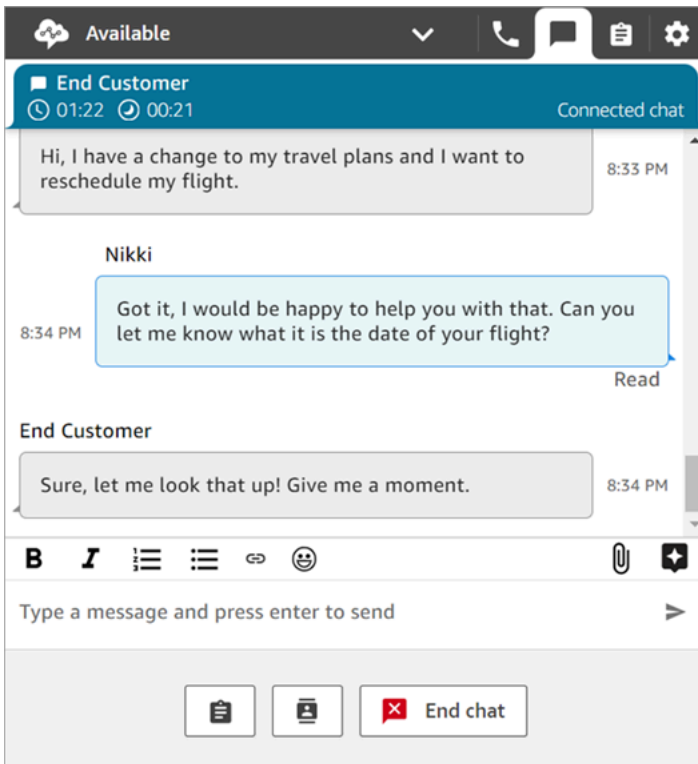 Available
End Customer
01:22 00:21 Connected chat
Hi, I have a change to my travel plans and I want to
reschedule my flight.
8:33 PM
Nikki
Got it, I would be happy to help you with that. Can you
let me know what it is the date of your flight?
8:34 PM
Read
End Customer
Sure, let me look that up! Give me a moment.
8:34 PM
B I
Type a message and press enter to send
End chat